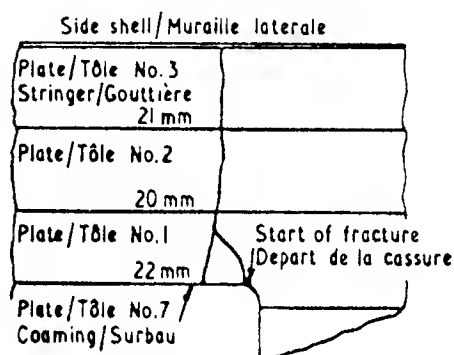 Side shell/Muraille laterale
Plate/Tôle No.3
Stringer/Gouttière
21 mm
Plate/Tôle No.2
20 mm
Plate/Tôle No.1
22 mm
Start of fracture
Depart de la cassure
Plate/Tôle No.7
Coaming/Surbau